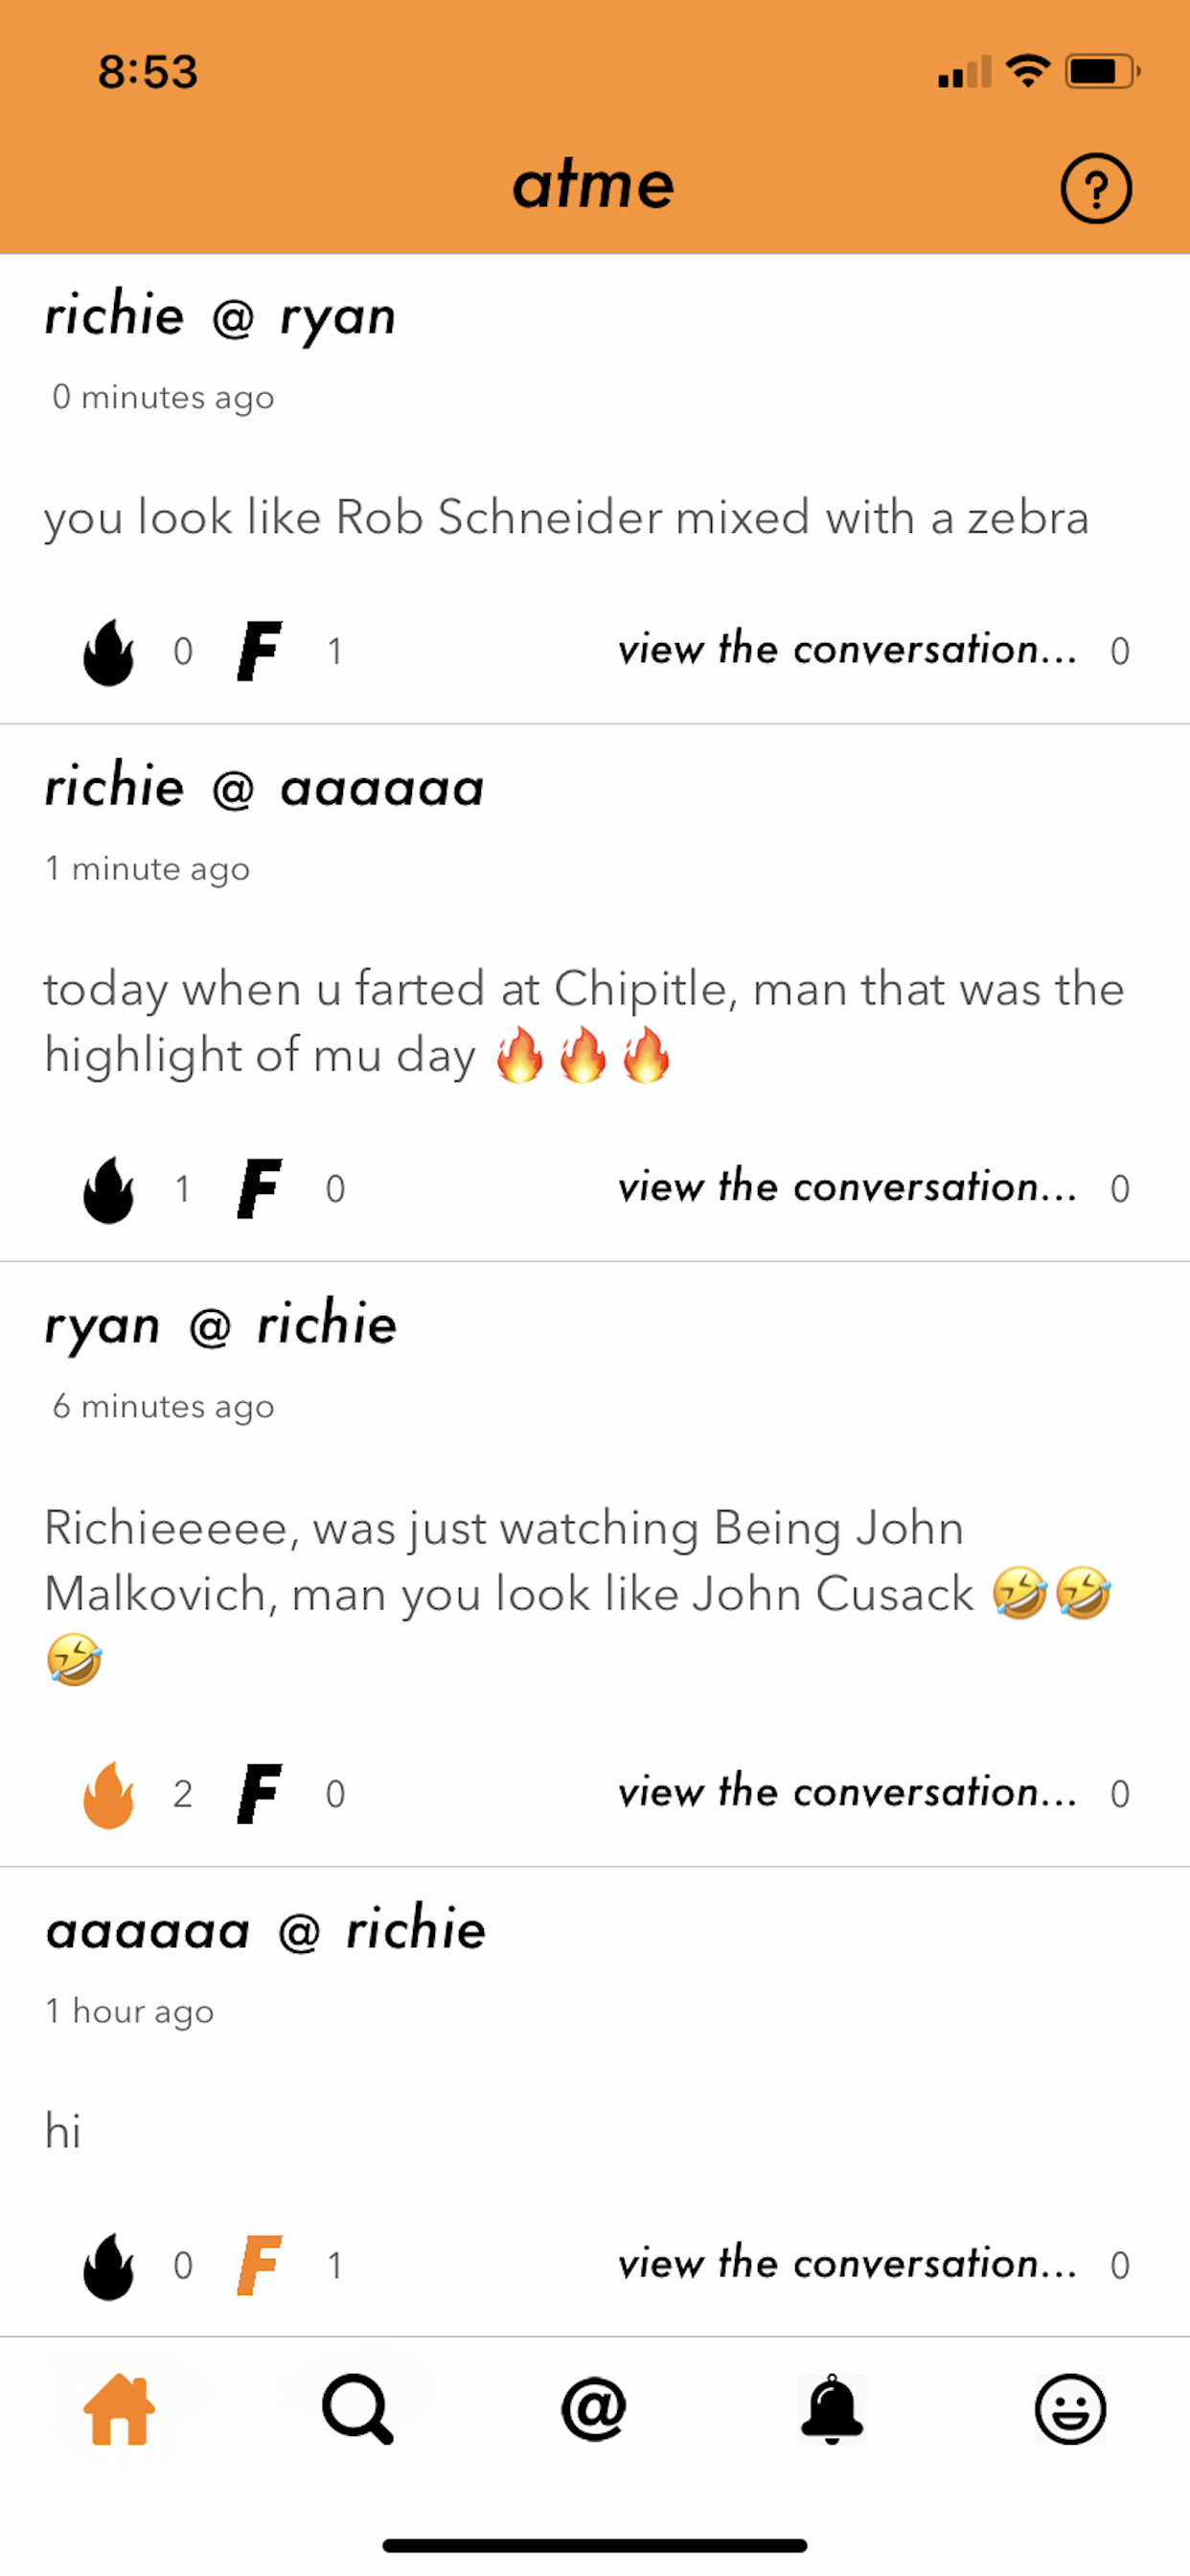 8:53
atme
?
richie @ ryan
0 minutes ago
you look like Rob Schneider mixed with a zebra
0 F 1 view the conversation... 0
richie @ aaaaaa
1 minute ago
today when u farted at Chipitle, man that was the
highlight of mu day 🔥🔥🔥
1 F 0 view the conversation... 0
ryan @ richie
6 minutes ago
Richieeeee, was just watching Being John
Malkovich, man you look like John Cusack 🤣🤣
🤣
2 F 0 view the conversation... 0
aaaaaa @ richie
1 hour ago
hi
0 F 1 view the conversation... 0
@